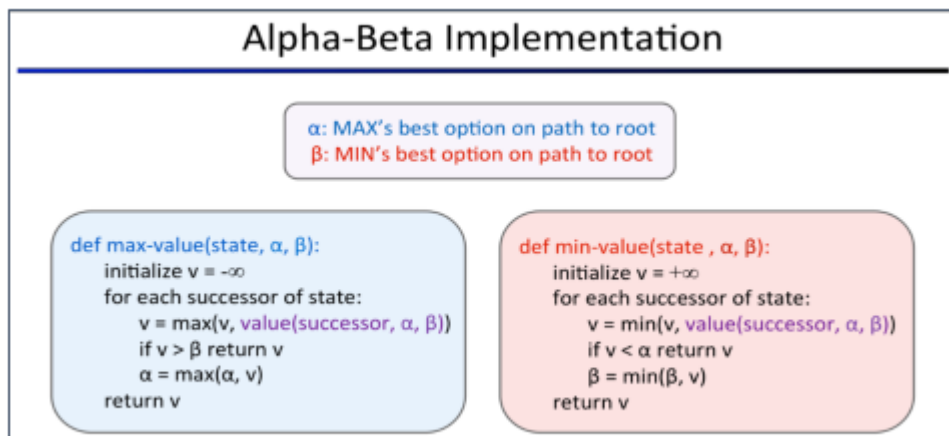 Alpha-Beta Implementation
α: MAX's best option on path to root
β: MIN's best option on path to root
def max-value(state, α, β):
initialize v = -∞
for each successor of state:
v = max(v, value(successor, α, β))
if v > β return v
α = max(α, v)
return v
def min-value(state , α, β):
initialize v = +∞
for each successor of state:
v = min(v, value(successor, α, β))
if v < α return v
β = min(β, v)
return v